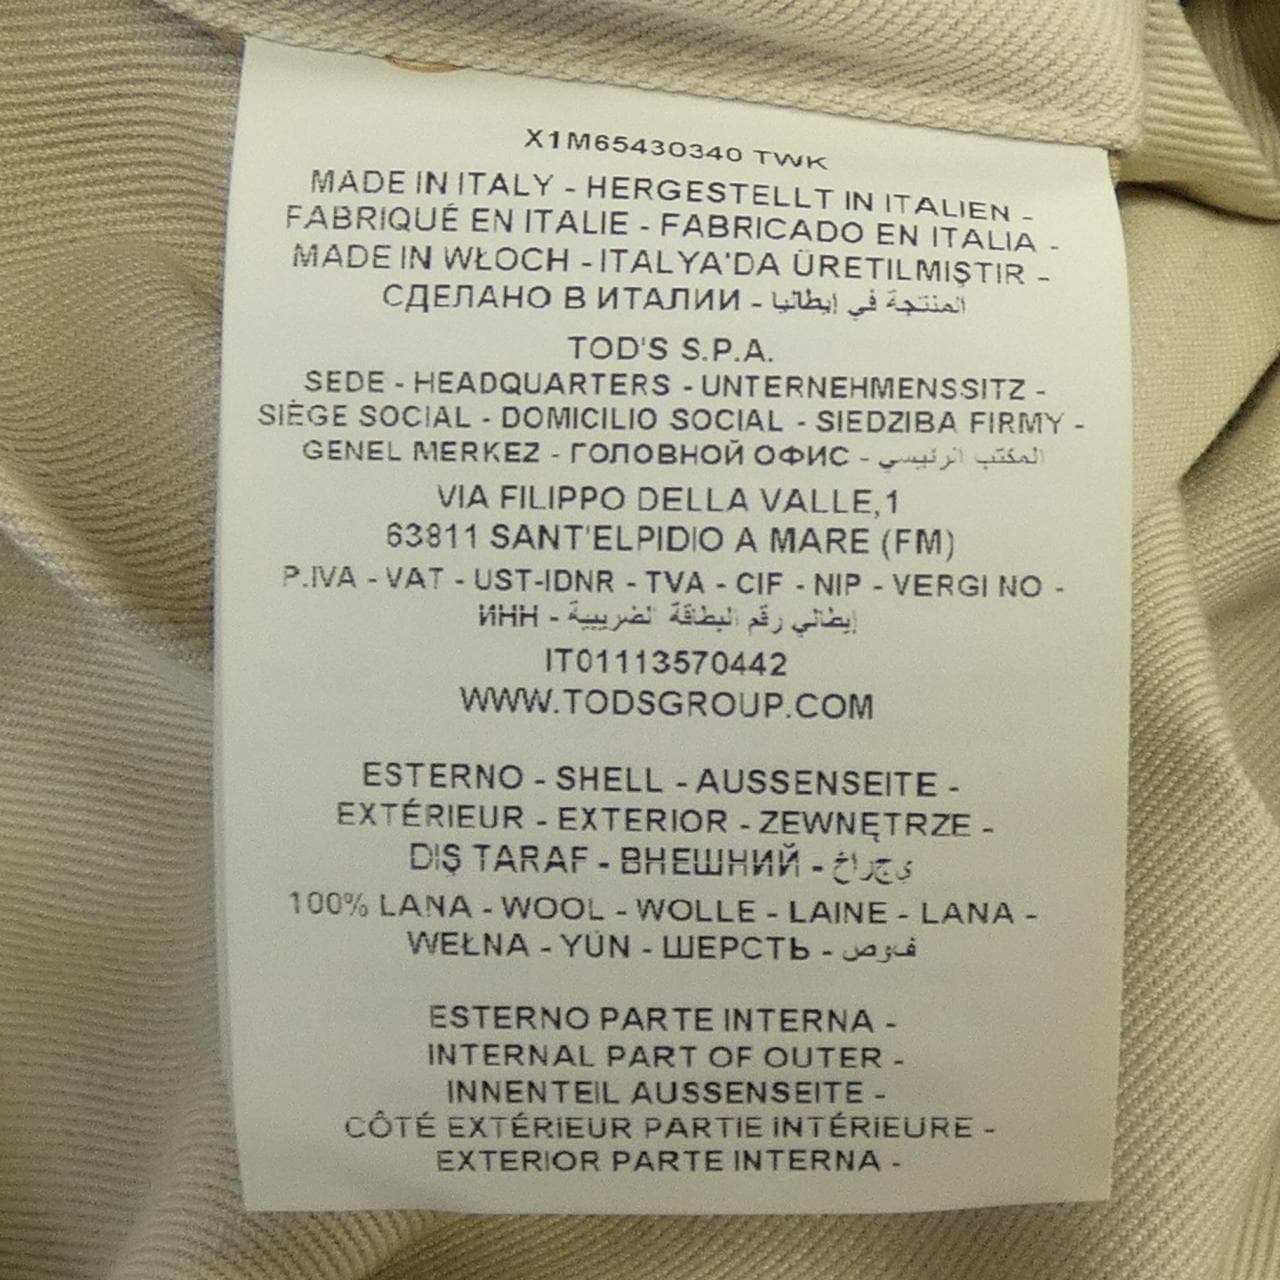 X1M65430340 TWK
MADE IN ITALY - HERGESTELLT IN ITALIEN -
FABRIQUÉ EN ITALIE - FABRICADO EN ITALIA -
MADE IN WŁOCH - ITALYA'DA ÜRETILMIŞTIR -
СДЕЛАНО В ИТАЛИИ - المنتجة في إيطاليا
TOD'S S.P.A.
SEDE - HEADQUARTERS - UNTERNEHMENSSITZ -
SIÈGE SOCIAL - DOMICILIO SOCIAL - SIEDZIBA FIRMY -
GENEL MERKEZ - ГОЛОВНОЙ ОФИС - المكتب الرئيسي
VIA FILIPPO DELLA VALLE,1
63811 SANT'ELPIDIO A MARE (FM)
P.IVA - VAT - UST-IDNR - TVA - CIF - NIP - VERGI NO -
ИНН - إيطالي رقم البطاقة الضريبية
IT01113570442
WWW.TODSGROUP.COM
ESTERNO - SHELL - AUSSENSEITE -
EXTÉRIEUR - EXTERIOR - ZEWNĘTRZE -
DIŞ TARAF - ВНЕШНИЙ -
100% LANA - WOOL - WOLLE - LAINE - LANA -
WEŁNA - YÜN - ШЕРСТЬ -
ESTERNO PARTE INTERNA -
INTERNAL PART OF OUTER -
INNENTEIL AUSSENSEITE -
CÔTÉ EXTÉRIEUR PARTIE INTÉRIEURE -
EXTERIOR PARTE INTERNA -